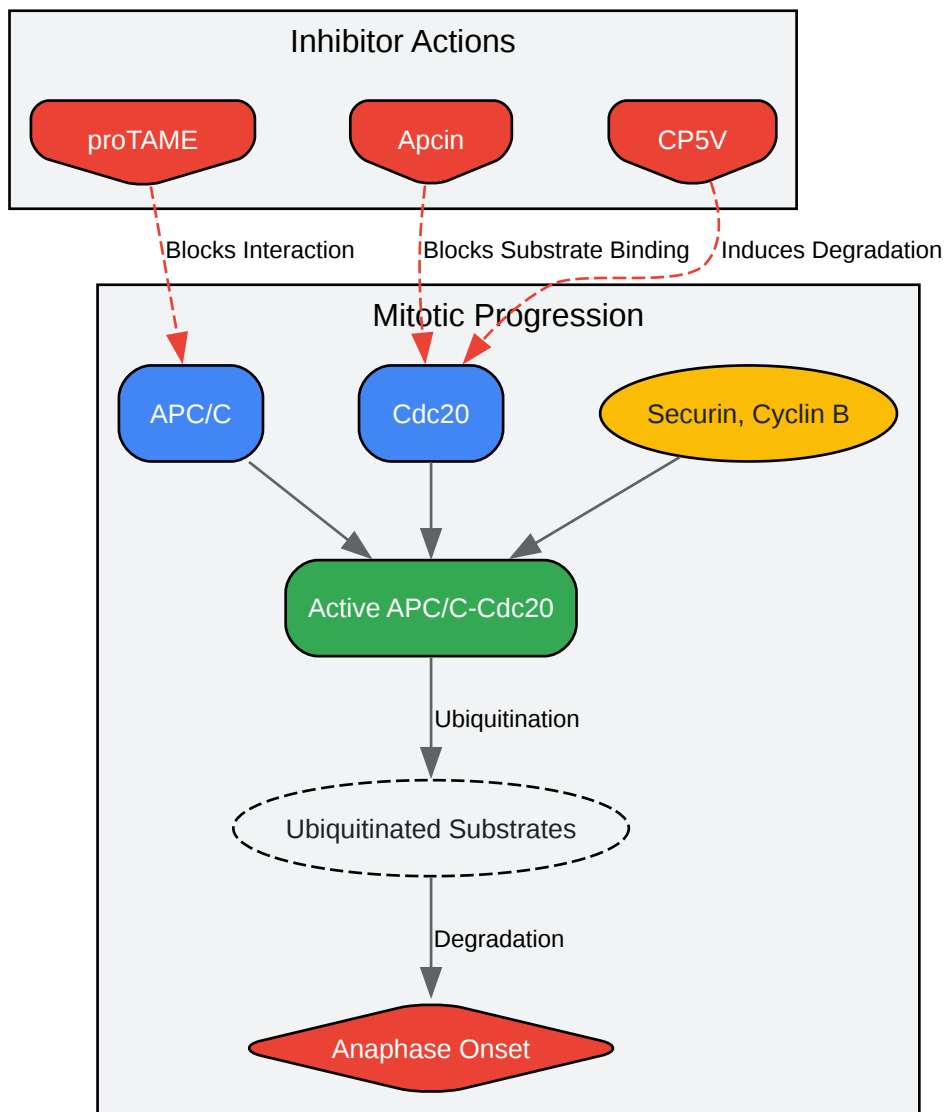 Inhibitor Actions
proTAME
Apcin
CP5V
Blocks Interaction
Blocks Substrate Binding
Induces Degradation
Mitotic Progression
APC/C
Cdc20
Securin, Cyclin B
Active APC/C-Cdc20
Ubiquitination
Ubiquitinated Substrates
Degradation
Anaphase Onset